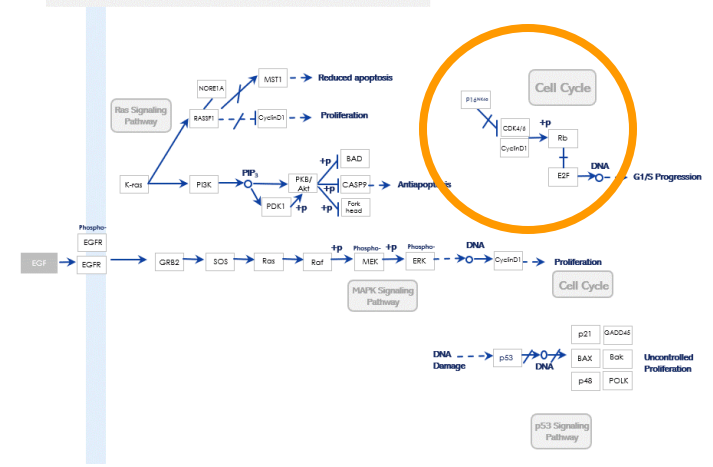 NORE1A
MST1
Reduced apoptosis
Ras Signaling
Pathway
RASSF1
CyclinD1
Proliferation
K-ras
PI3K
PIP3
PDK1
+p
PKB/
Akt
+p
BAD
+p
CASP9
Antiapoptosis
+p
Fork
head
Cell Cycle
p16INK4a
CDK4/6
CyclinD1
+p
Rb
E2F
DNA
G1/S Progression
Phospho-
EGFR
EGF
EGFR
GRB2
SOS
Ras
Raf
+p
Phospho-
MEK
+p
Phospho-
ERK
DNA
CyclinD1
Proliferation
MAPK Signaling
Pathway
Cell Cycle
DNA
Damage
p53
DNA
p21
GADD45
BAX
Bak
p48
POLK
Uncontrolled
Proliferation
p53 Signaling
Pathway